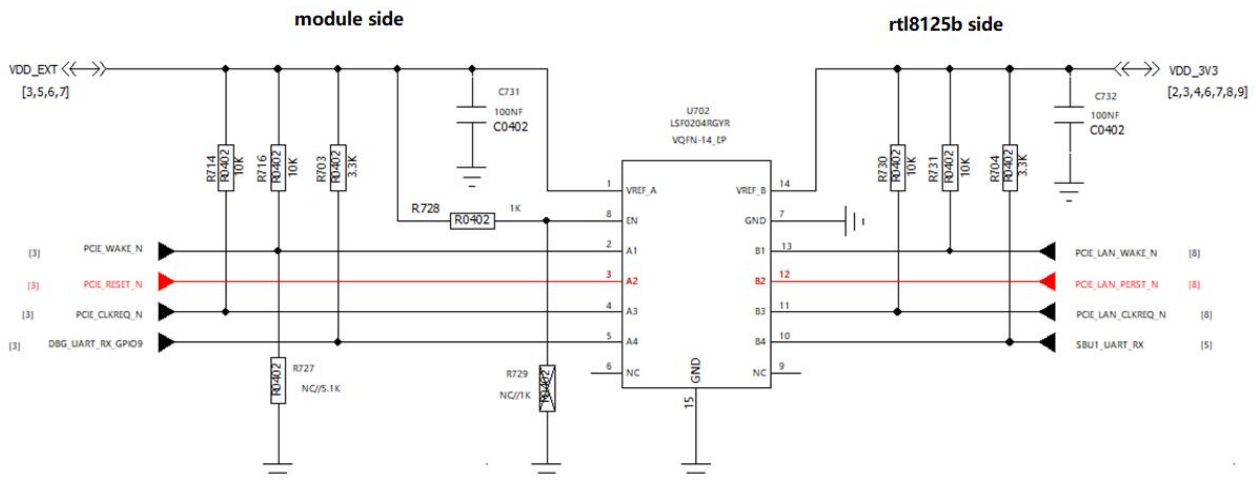 module side
rtl8125b side
VDD_EXT
[3,5,6,7]
VDD_3V3
[2,3,4,6,7,8,9]
C731
100NF
C0402
C732
100NF
C0402
U702
LSF0204RGYR
VQFN-14_EP
R714
R0402
10K
R716
R0402
10K
R703
R0402
3.3K
R730
R0402
10K
R731
R0402
10K
R704
R0402
3.3K
R728
R0402
1K
1 VREF_A
VREF_B 14
8 EN
GND 7
[3] PCIE_WAKE_N
2 A1
B1 13
PCIE_LAN_WAKE_N [8]
[3] PCIE_RESET_N
3 A2
B2 12
PCIE_LAN_PERST_N [8]
[3] PCIE_CLKREQ_N
4 A3
B3 11
PCIE_LAN_CLKREQ_N [8]
[3] DBG_UART_RX_GPIO9
5 A4
B4 10
SBU1_UART_RX [5]
6 NC
NC 9
GND
15
R727
R0402
NC//5.1K
R729
R0402
NC//1K